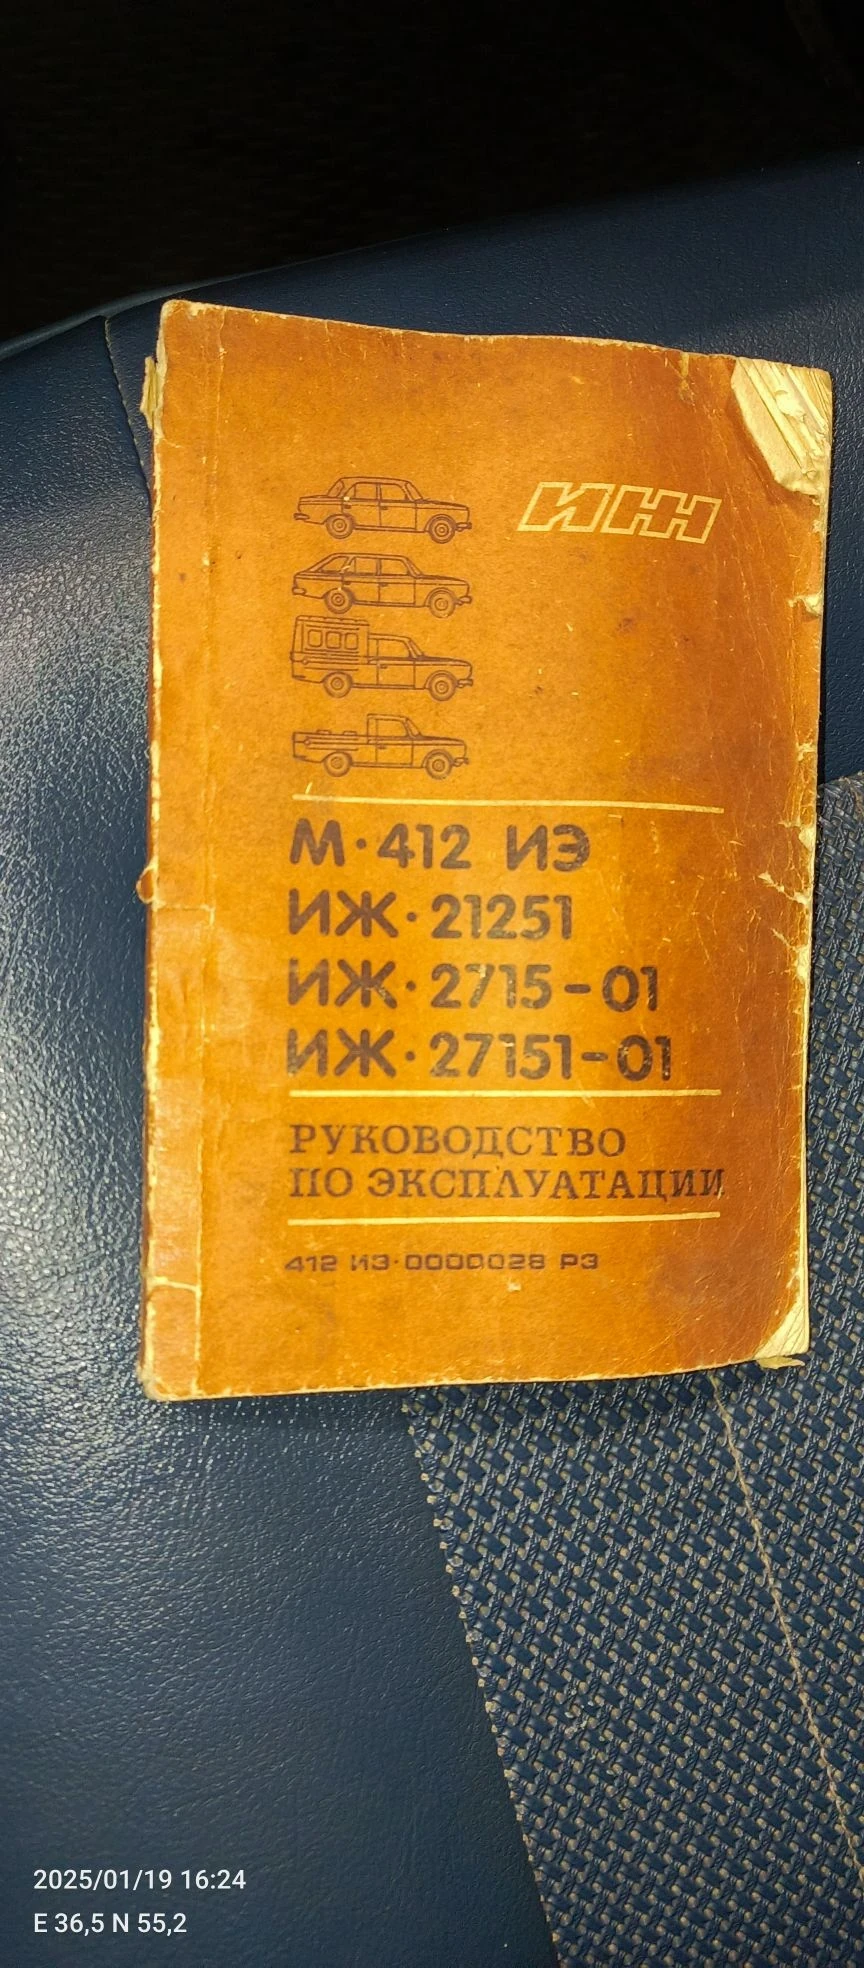 ИЖ
М·412 ИЭ
ИЖ·21251
ИЖ·2715-01
ИЖ·27151-01
РУКОВОДСТВО
ПО ЭКСПЛУАТАЦИИ
412 ИЭ·0000028 РЭ
2025/01/19 16:24
E 36,5 N 55,2